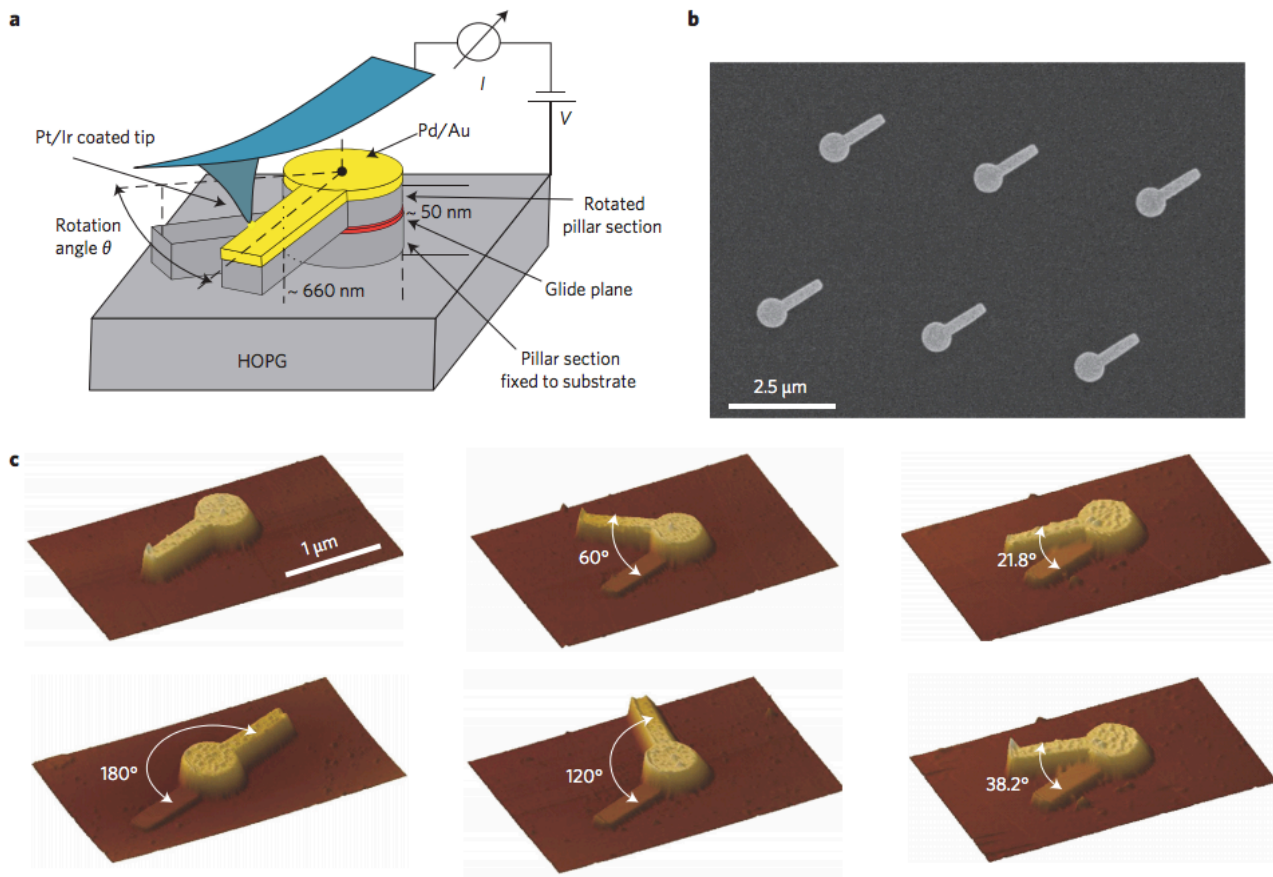 a
I
V
Pt/Ir coated tip
Pd/Au
Rotation
angle θ
~ 50 nm
Rotated
pillar section
Glide plane
~ 660 nm
HOPG
Pillar section
fixed to substrate
b
2.5 µm
c
1 µm
60°
21.8°
180°
120°
38.2°